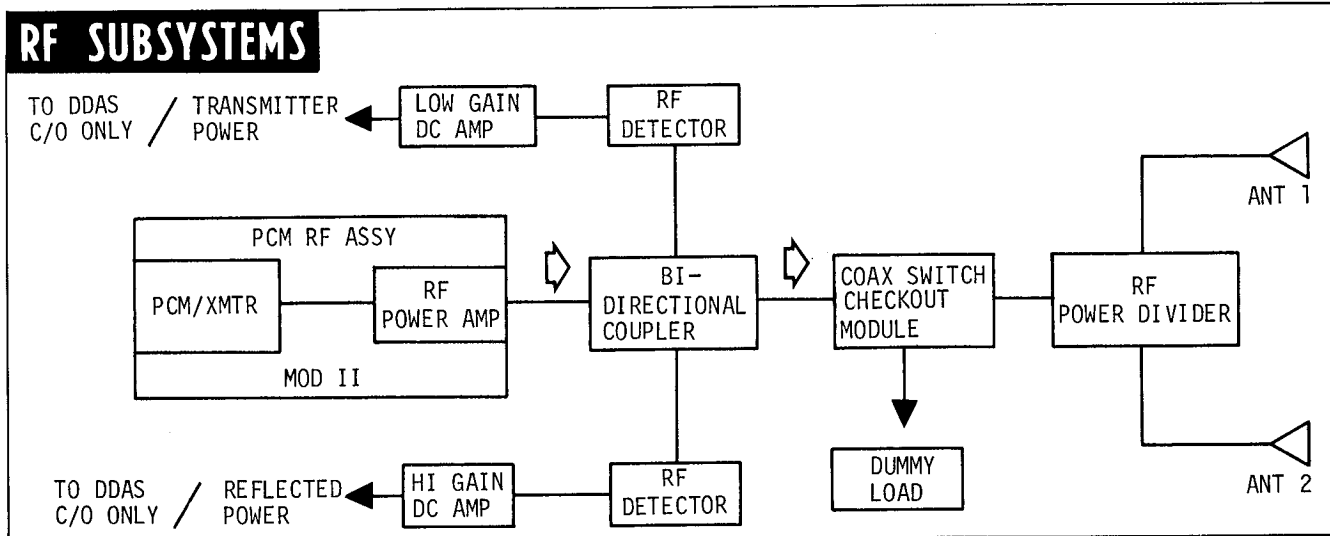 RF SUBSYSTEMS
TO DDAS
C/O ONLY / TRANSMITTER
POWER
LOW GAIN
DC AMP
RF
DETECTOR
ANT 1
PCM RF ASSY
PCM/XMTR
RF
POWER AMP
MOD II
BI-
DIRECTIONAL
COUPLER
COAX SWITCH
CHECKOUT
MODULE
RF
POWER DIVIDER
DUMMY
LOAD
TO DDAS
C/O ONLY / REFLECTED
POWER
HI GAIN
DC AMP
RF
DETECTOR
ANT 2